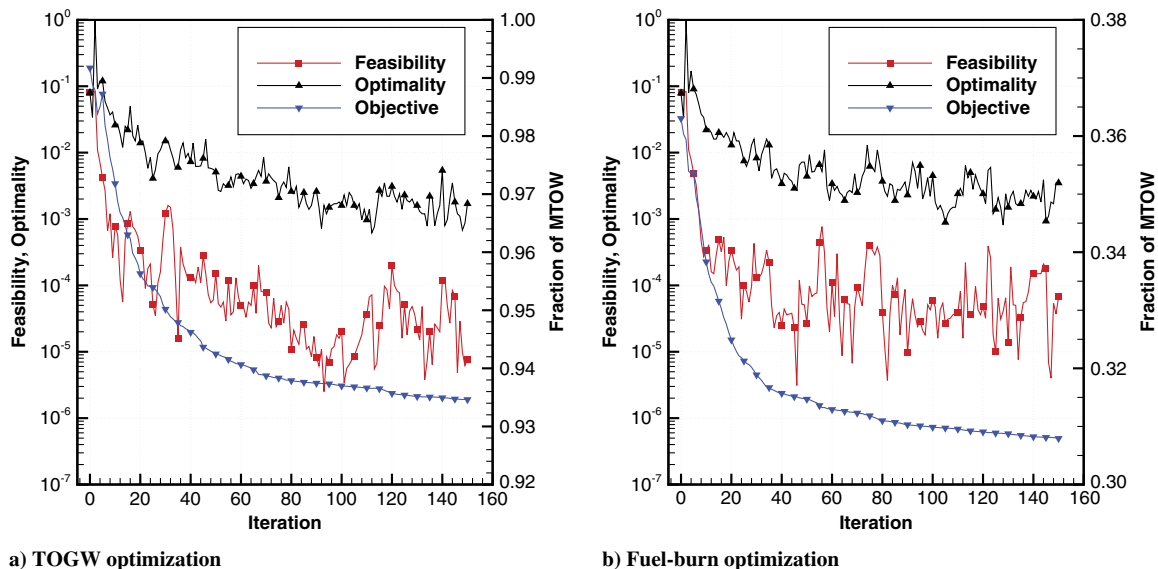 10^0
10^-1
10^-2
10^-3
10^-4
10^-5
10^-6
10^-7
Feasibility, Optimality
Feasibility
Optimality
Objective
1.00
0.99
0.98
0.97
0.96
0.95
0.94
0.93
0.92
Fraction of MTOW
0 20 40 60 80 100 120 140 160
Iteration
a) TOGW optimization
10^0
10^-1
10^-2
10^-3
10^-4
10^-5
10^-6
10^-7
Feasibility, Optimality
Feasibility
Optimality
Objective
0.38
0.36
0.34
0.32
0.30
Fraction of MTOW
0 20 40 60 80 100 120 140 160
Iteration
b) Fuel-burn optimization